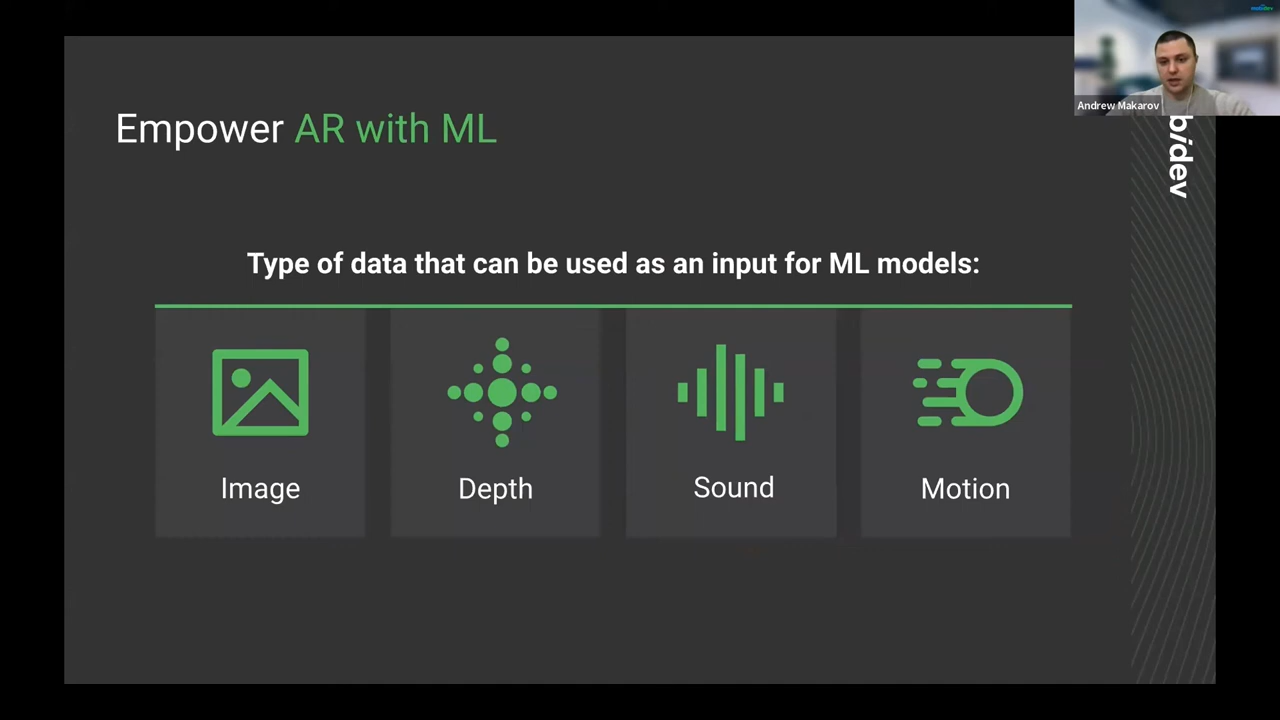 Empower AR with ML
Andrew Makarov
bidev
Type of data that can be used as an input for ML models:
Image
Depth
Sound
Motion